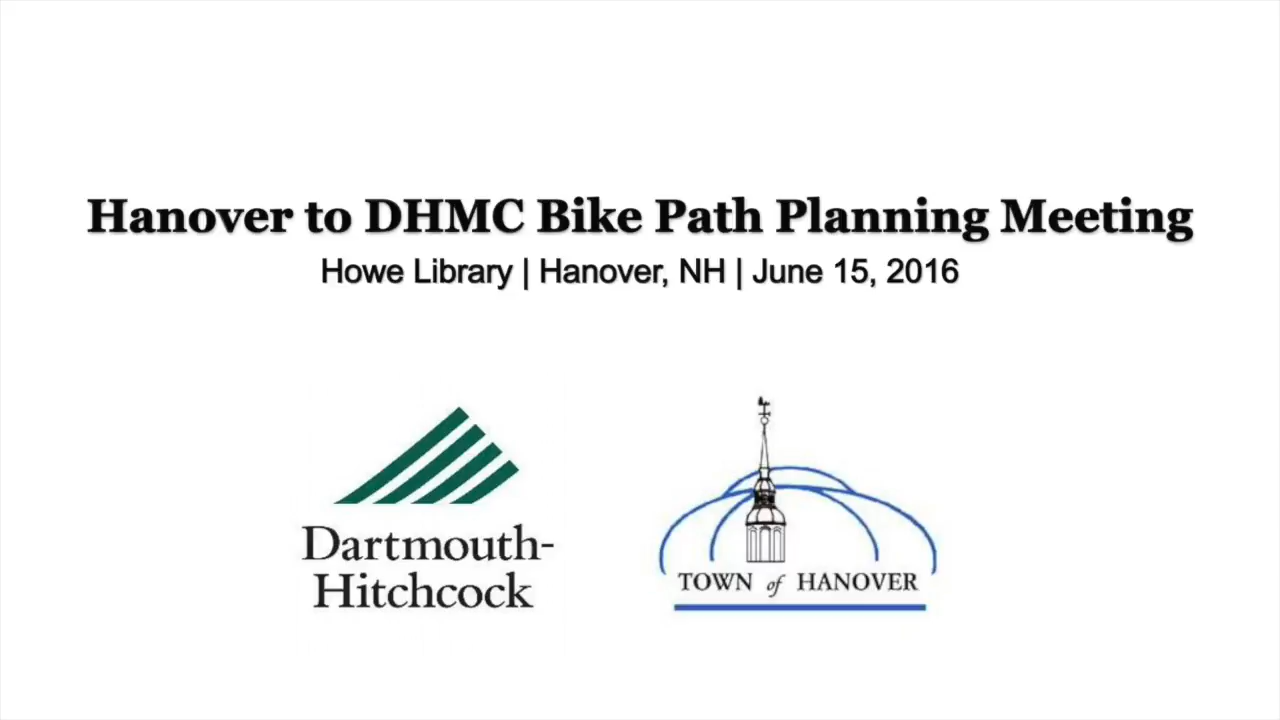 Hanover to DHMC Bike Path Planning Meeting
Howe Library | Hanover, NH | June 15, 2016
Dartmouth-
Hitchcock
TOWN of HANOVER